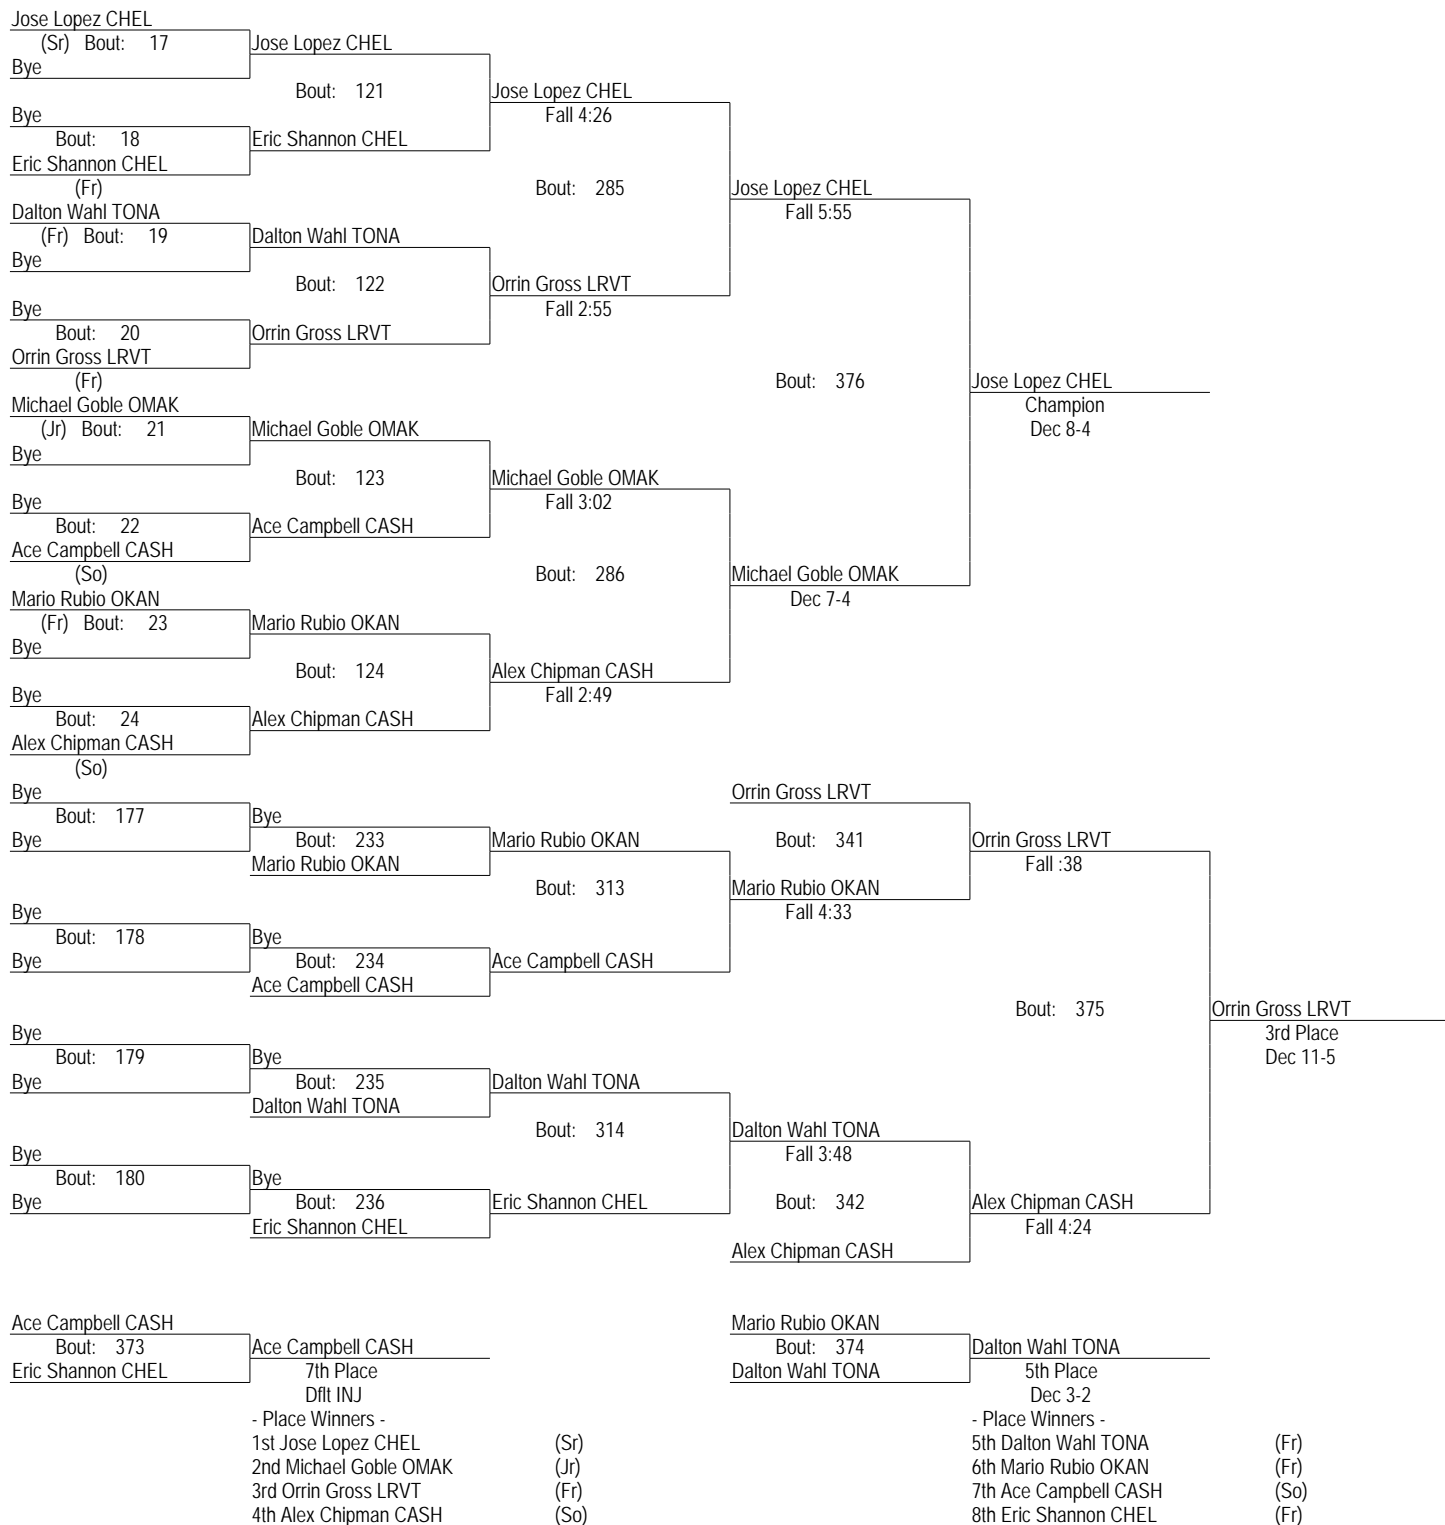 Jose Lopez CHEL
(Sr) Bout: 17 Jose Lopez CHEL
Bye
Bout: 121 Jose Lopez CHEL
Bye Fall 4:26
Bout: 18 Eric Shannon CHEL
Eric Shannon CHEL
(Fr) Bout: 285 Jose Lopez CHEL
Dalton Wahl TONA Fall 5:55
(Fr) Bout: 19 Dalton Wahl TONA
Bye
Bout: 122 Orrin Gross LRVT
Bye Fall 2:55
Bout: 20 Orrin Gross LRVT
Orrin Gross LRVT
(Fr) Bout: 376 Jose Lopez CHEL
Michael Goble OMAK Champion
(Jr) Bout: 21 Michael Goble OMAK Dec 8-4
Bye
Bout: 123 Michael Goble OMAK
Bye Fall 3:02
Bout: 22 Ace Campbell CASH
Ace Campbell CASH
(So) Bout: 286 Michael Goble OMAK
Mario Rubio OKAN Dec 7-4
(Fr) Bout: 23 Mario Rubio OKAN
Bye
Bout: 124 Alex Chipman CASH
Bye Fall 2:49
Bout: 24 Alex Chipman CASH
Alex Chipman CASH
(So)
Bye Orrin Gross LRVT
Bout: 177 Bye
Bye Bout: 233 Mario Rubio OKAN Bout: 341 Orrin Gross LRVT
Mario Rubio OKAN Fall :38
Bout: 313 Mario Rubio OKAN
Bye Fall 4:33
Bout: 178 Bye
Bye Bout: 234 Ace Campbell CASH
Ace Campbell CASH
Bout: 375 Orrin Gross LRVT
Bye 3rd Place
Bout: 179 Bye Dec 11-5
Bye Bout: 235 Dalton Wahl TONA
Dalton Wahl TONA
Bout: 314 Dalton Wahl TONA
Bye Fall 3:48
Bout: 180 Bye
Bye Bout: 236 Eric Shannon CHEL Bout: 342 Alex Chipman CASH
Eric Shannon CHEL Fall 4:24
Alex Chipman CASH
Ace Campbell CASH Mario Rubio OKAN
Bout: 373 Ace Campbell CASH Bout: 374 Dalton Wahl TONA
Eric Shannon CHEL 7th Place Dalton Wahl TONA 5th Place
Dflt INJ Dec 3-2
- Place Winners - - Place Winners -
1st Jose Lopez CHEL (Sr) 5th Dalton Wahl TONA (Fr)
2nd Michael Goble OMAK (Jr) 6th Mario Rubio OKAN (Fr)
3rd Orrin Gross LRVT (Fr) 7th Ace Campbell CASH (So)
4th Alex Chipman CASH (So) 8th Eric Shannon CHEL (Fr)